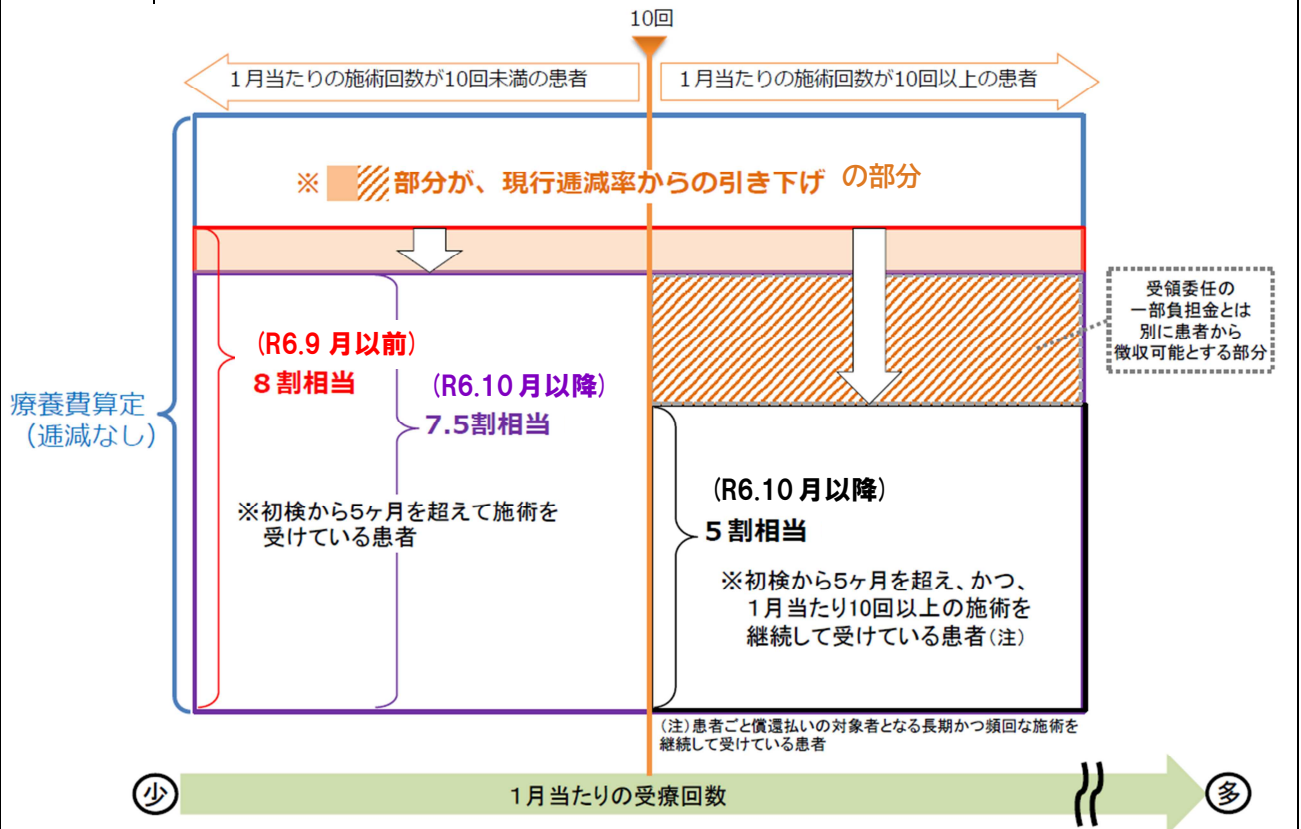 10回
1月当たりの施術回数が10回未満の患者
1月当たりの施術回数が10回以上の患者
※ 部分が、現行逓減率からの引き下げ の部分
受領委任の
一部負担金とは
別に患者から
徴収可能とする部分
(R6.9 月以前)
8割相当
(R6.10 月以降)
7.5割相当
療養費算定
(逓減なし)
※初検から5ヶ月を超えて施術を
受けている患者
(R6.10 月以降)
5割相当
※初検から5ヶ月を超え、かつ、
1月当たり10回以上の施術を
継続して受けている患者(注)
(注)患者ごと償還払いの対象者となる長期かつ頻回な施術を
継続して受けている患者
少
1月当たりの受療回数
多